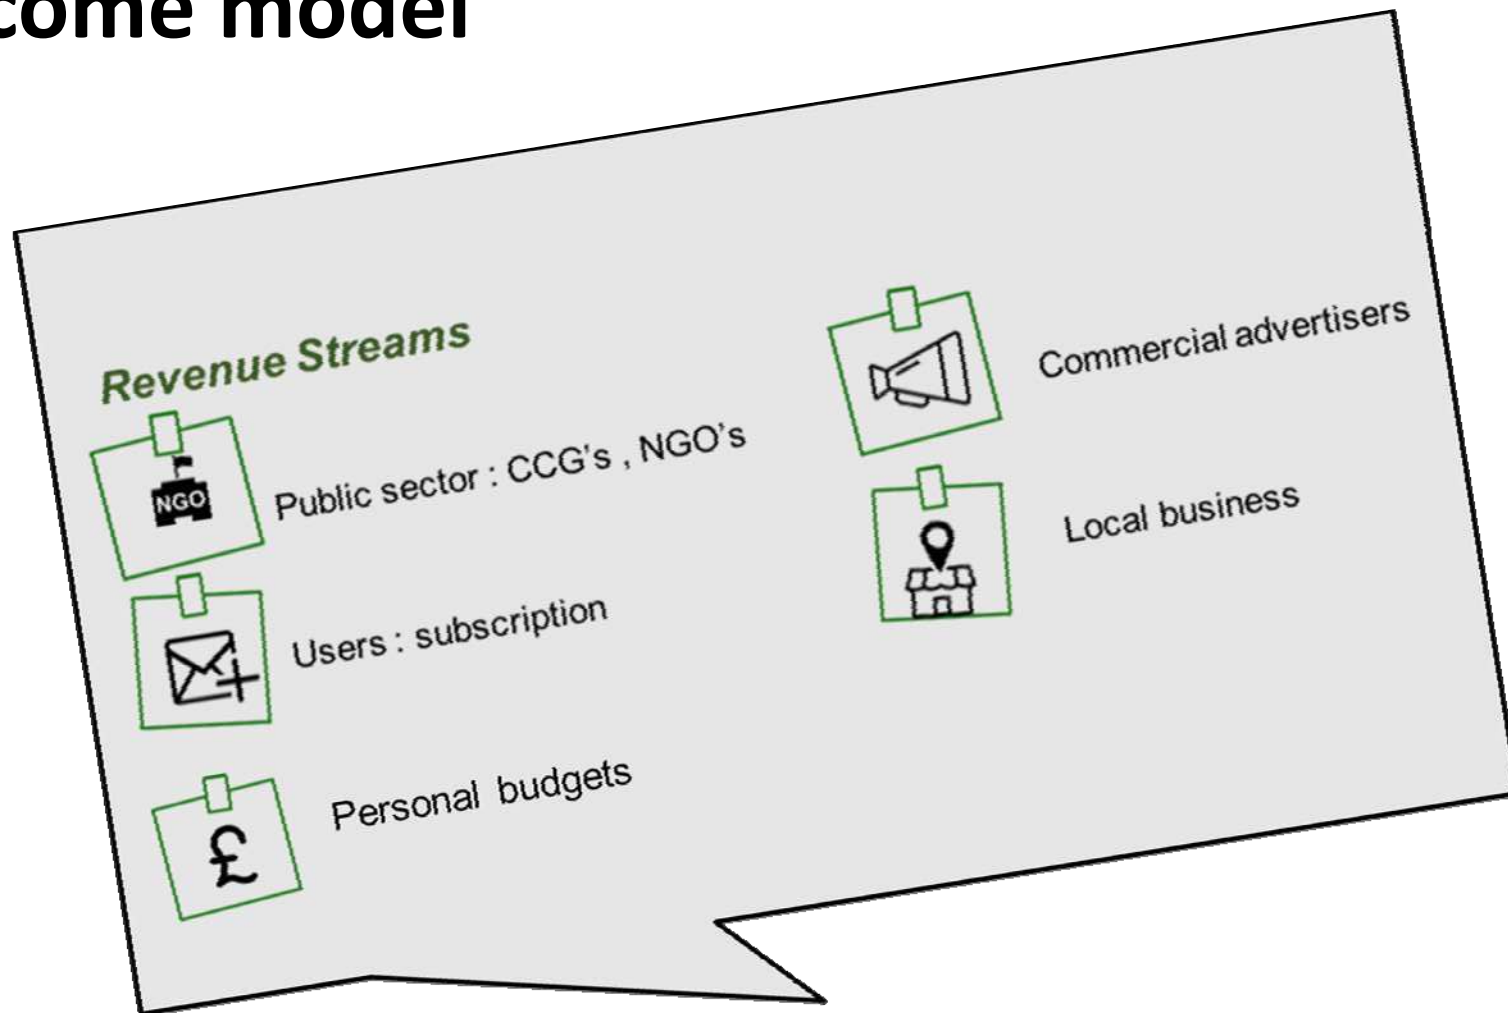 come model
Revenue Streams
NGO
Public sector : CCG's , NGO's
Users : subscription
£
Personal budgets
Commercial advertisers
Local business